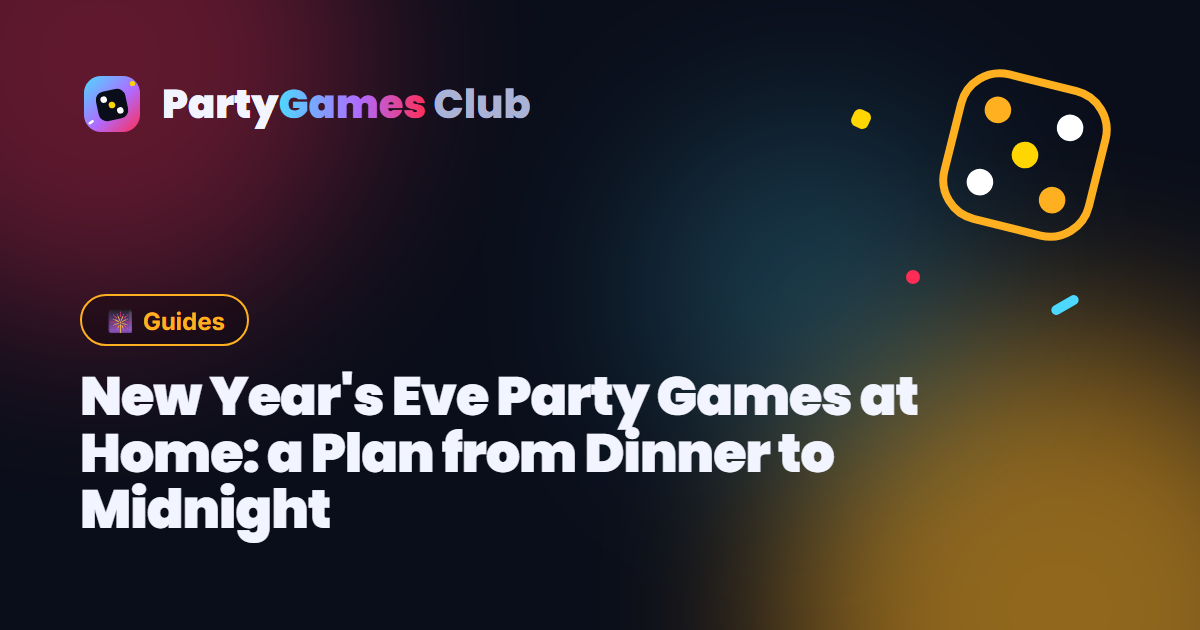 PartyGames Club
Guides
New Year's Eve Party Games at
Home: a Plan from Dinner to
Midnight